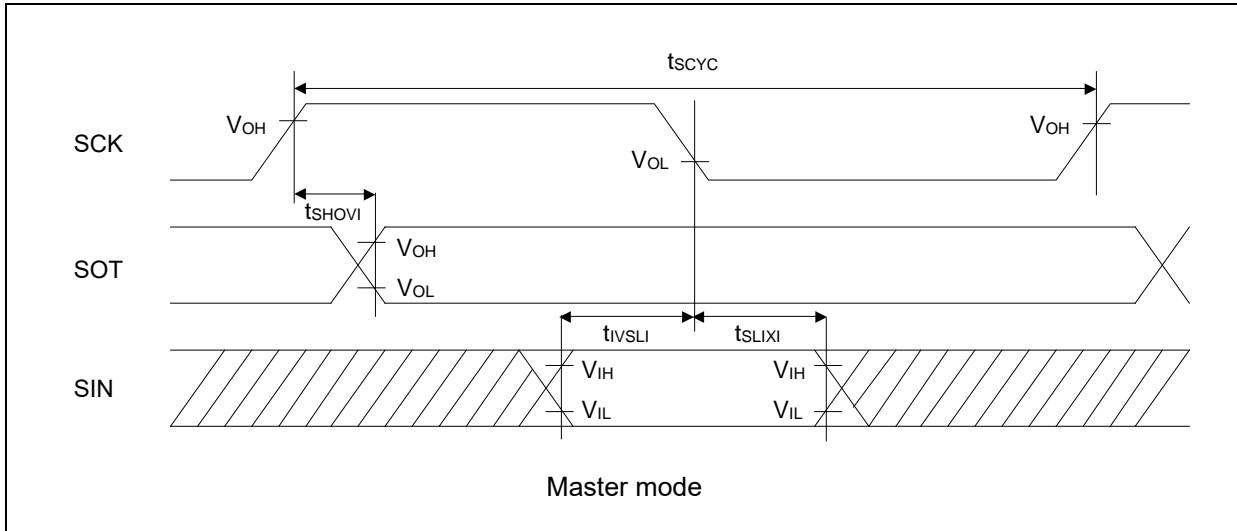 tSCYC
VOH
VOH
SCK
VOL
tSHOVI
VOH
SOT
VOL
tIVSLI
tSLIXI
VIH
VIH
SIN
VIL
VIL
Master mode